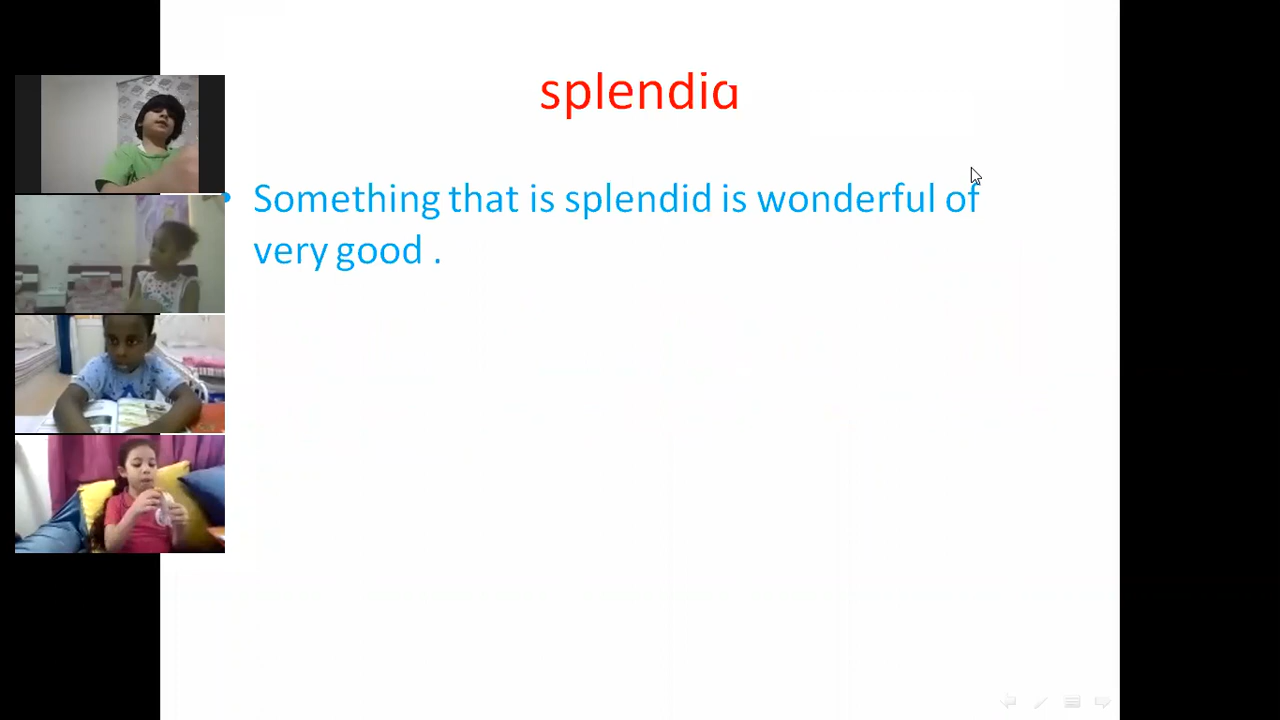 splendid
• Something that is splendid is wonderful of
very good .